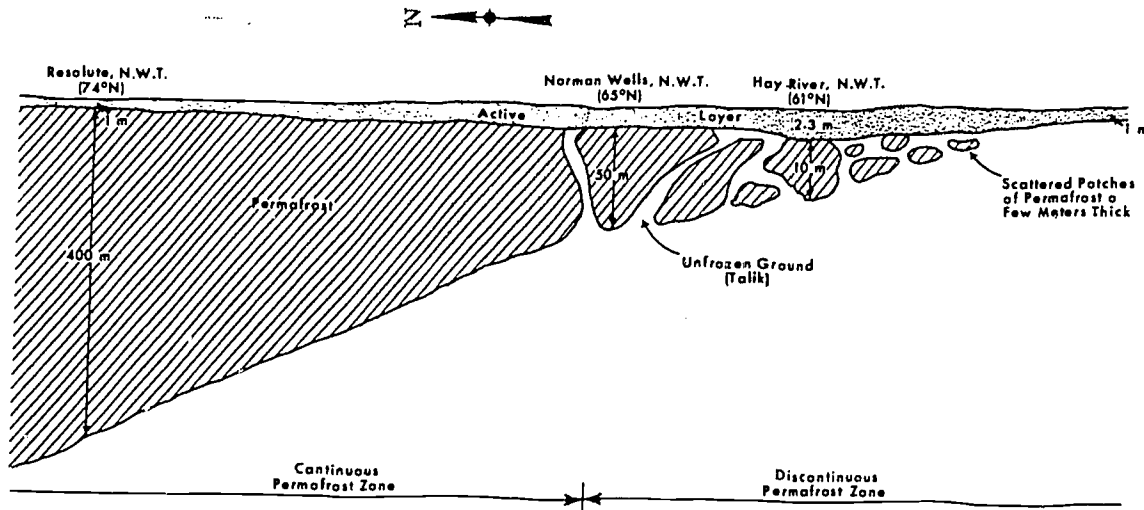 N
Resolute, N.W.T.
(74°N)
Norman Wells, N.W.T.
(65°N)
Hay River, N.W.T.
(61°N)
1 m
Active Layer
2.3 m
1 m
50 m
10 m
Permafrost
400 m
Scattered Patches
of Permafrost a
Few Meters Thick
Unfrozen Ground
(Talik)
Continuous
Permafrost Zone
Discontinuous
Permafrost Zone